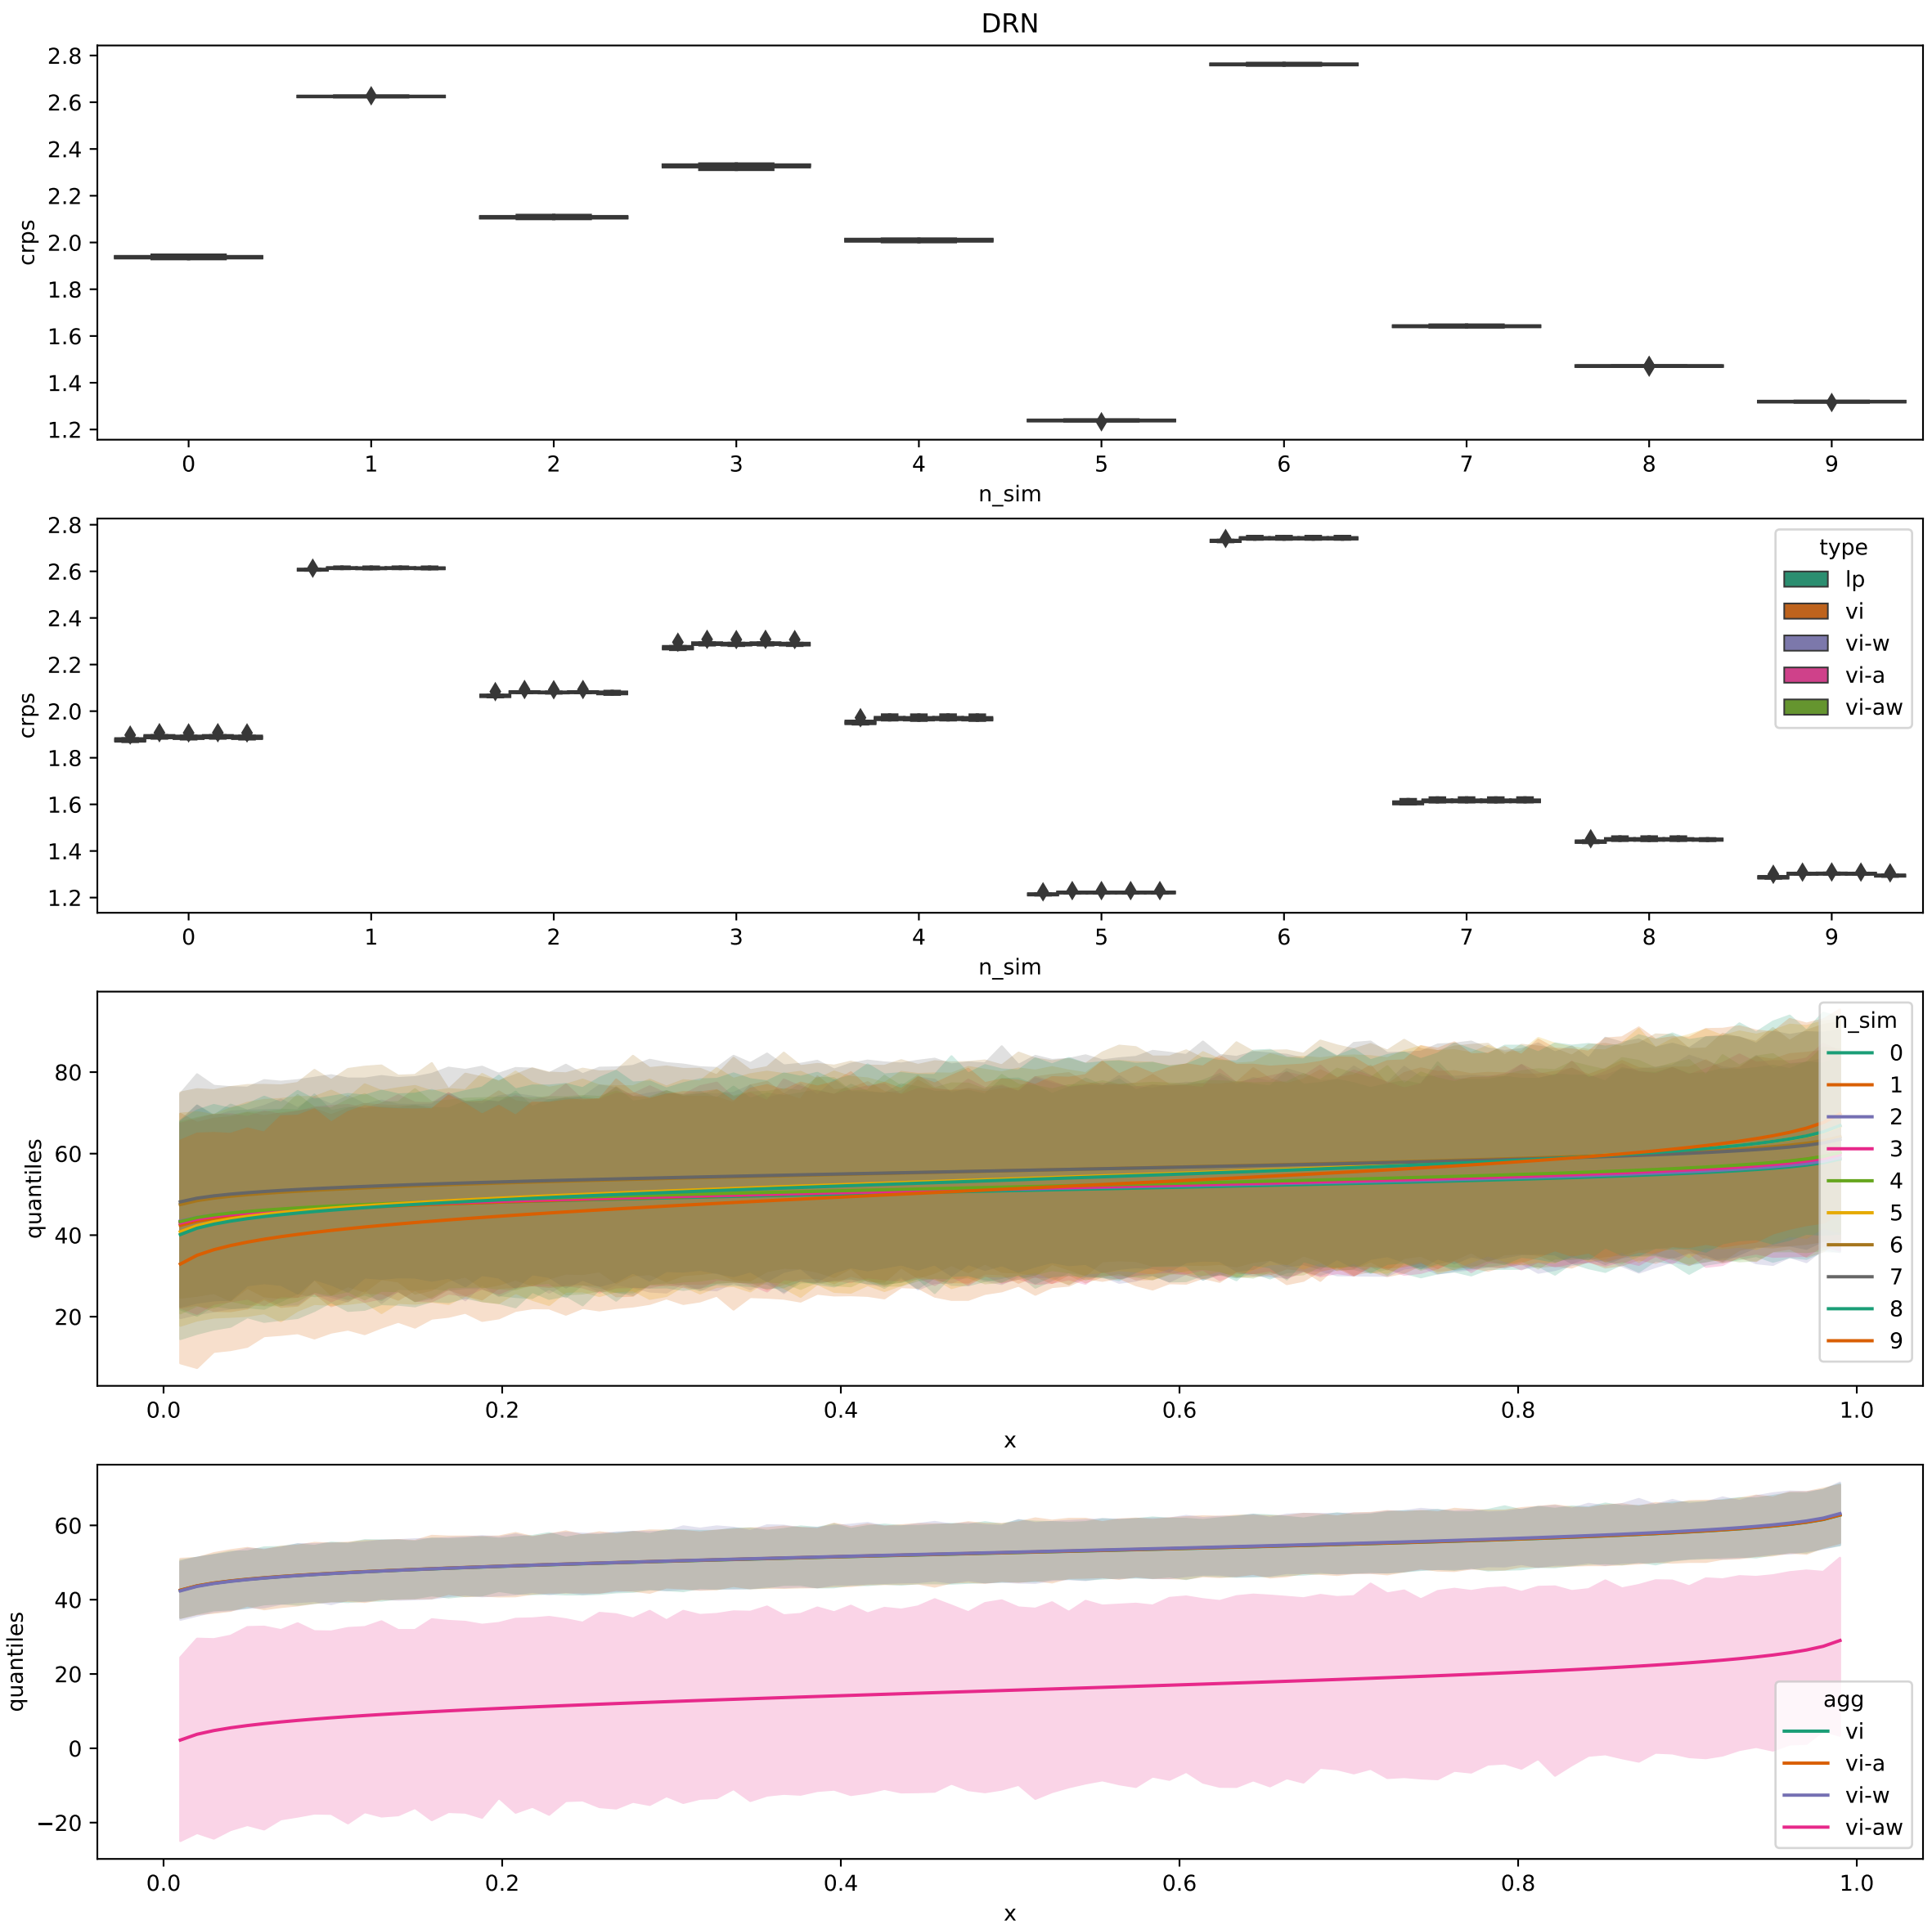 DRN
2.8
2.6
2.4
2.2
2.0
1.8
1.6
1.4
1.2
crps
0 1 2 3 4 5 6 7 8 9
n_sim
2.8
2.6
2.4
2.2
2.0
1.8
1.6
1.4
1.2
crps
type
lp
vi
vi-w
vi-a
vi-aw
0 1 2 3 4 5 6 7 8 9
n_sim
80
60
40
20
quantiles
n_sim
0
1
2
3
4
5
6
7
8
9
0.0 0.2 0.4 0.6 0.8 1.0
x
60
40
20
0
−20
quantiles
agg
vi
vi-a
vi-w
vi-aw
0.0 0.2 0.4 0.6 0.8 1.0
x